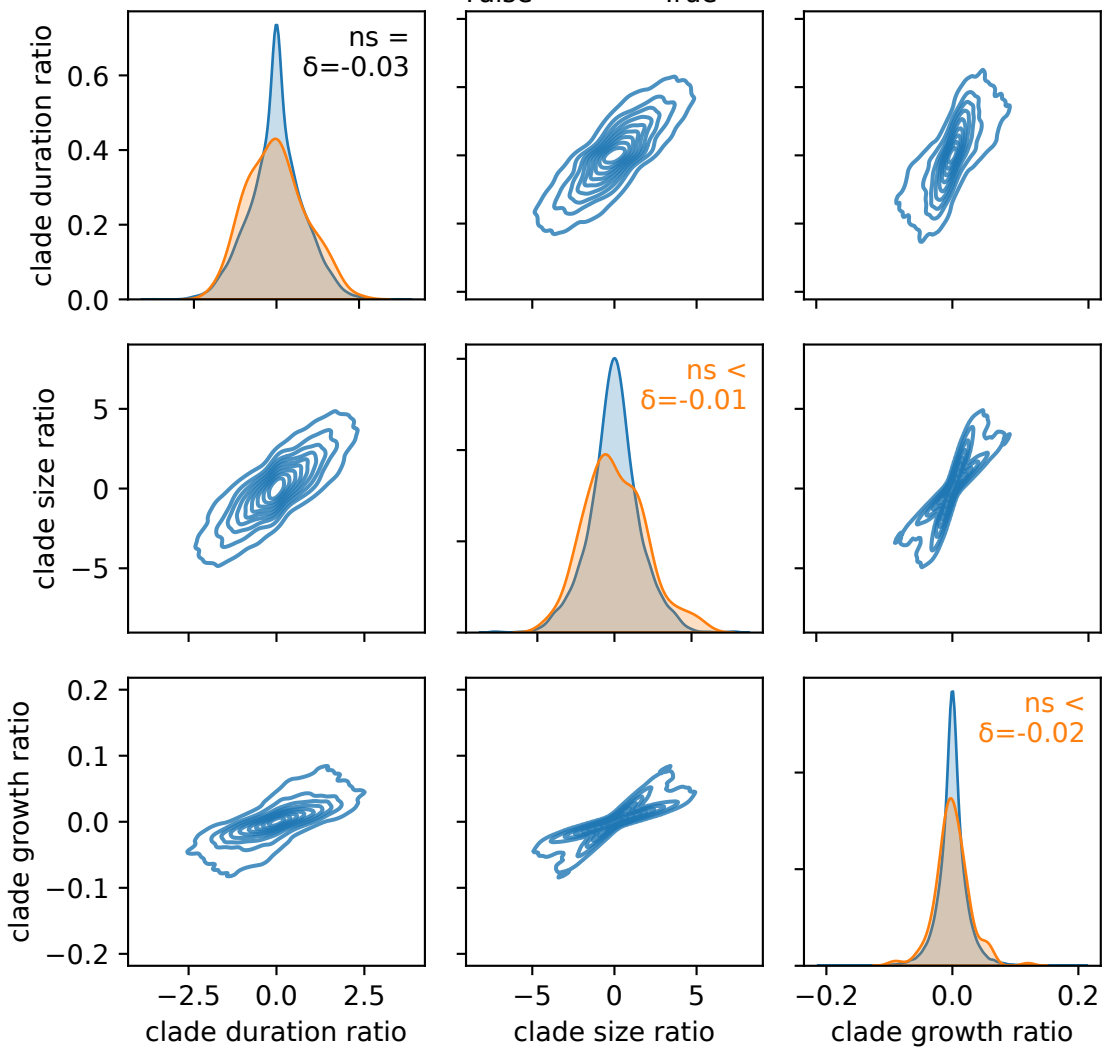 clade duration ratio
0.6
0.4
0.2
0.0
ns =
δ=-0.03
clade size ratio
5
0
−5
ns <
δ=-0.01
clade growth ratio
0.2
0.1
0.0
−0.1
−0.2
ns <
δ=-0.02
−2.5 0.0 2.5
−5 0 5
−0.2 0.0 0.2
clade duration ratio
clade size ratio
clade growth ratio